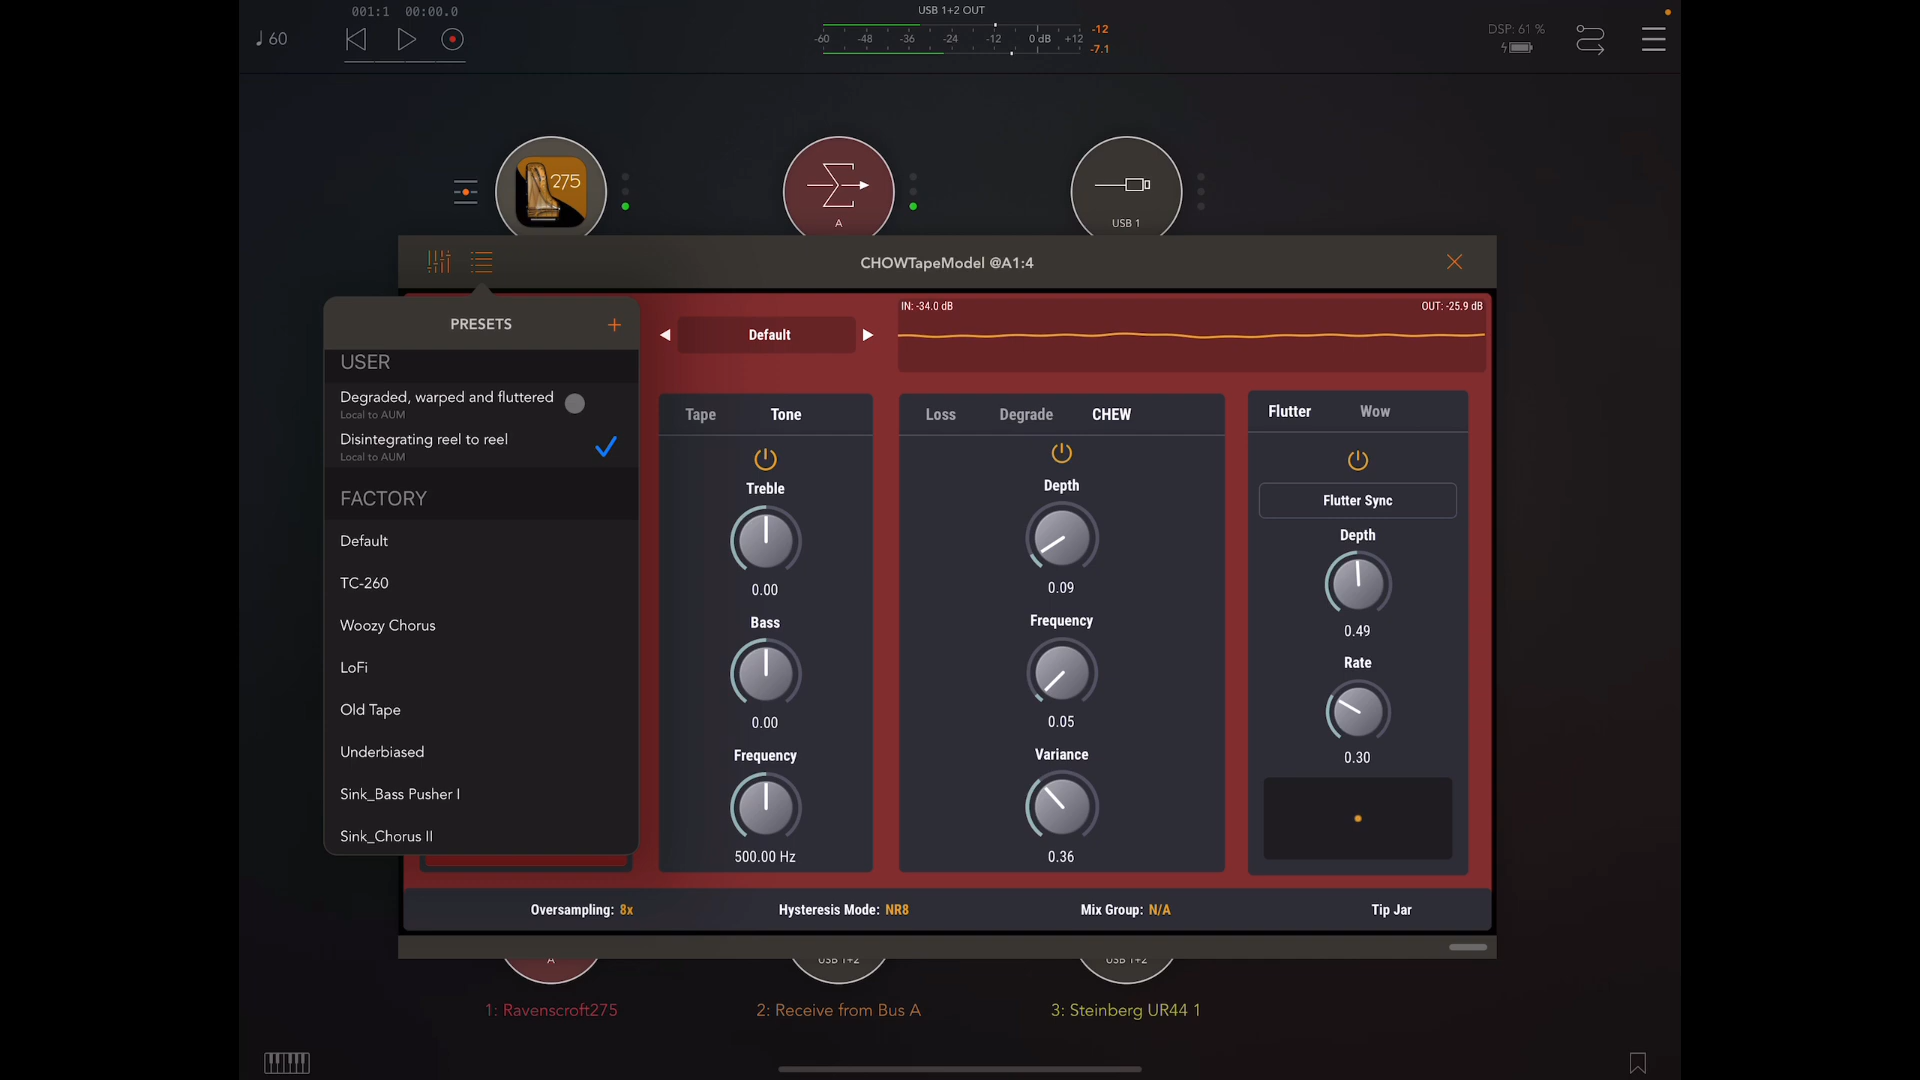 001:1 00:00.0
USB 1+2 OUT
♩60
-60 -48 -36 -24 -12 0 dB +12
-12
-7.1
DSP: 61 %
275
A
USB 1
CHOWTapeModel @A1:4
PRESETS
+
USER
Degraded, warped and fluttered
Local to AUM
Disintegrating reel to reel
Local to AUM
FACTORY
Default
TC-260
Woozy Chorus
LoFi
Old Tape
Underbiased
Sink_Bass Pusher I
Sink_Chorus II
Default
IN: -34.0 dB
OUT: -25.9 dB
Tape Tone
Treble
0.00
Bass
0.00
Frequency
500.00 Hz
Loss Degrade CHEW
Depth
0.09
Frequency
0.05
Variance
0.36
Flutter Wow
Flutter Sync
Depth
0.49
Rate
0.30
Oversampling: 8x
Hysteresis Mode: NR8
Mix Group: N/A
Tip Jar
A
USB 1+2
USB 1+2
1: Ravenscroft275
2: Receive from Bus A
3: Steinberg UR44 1